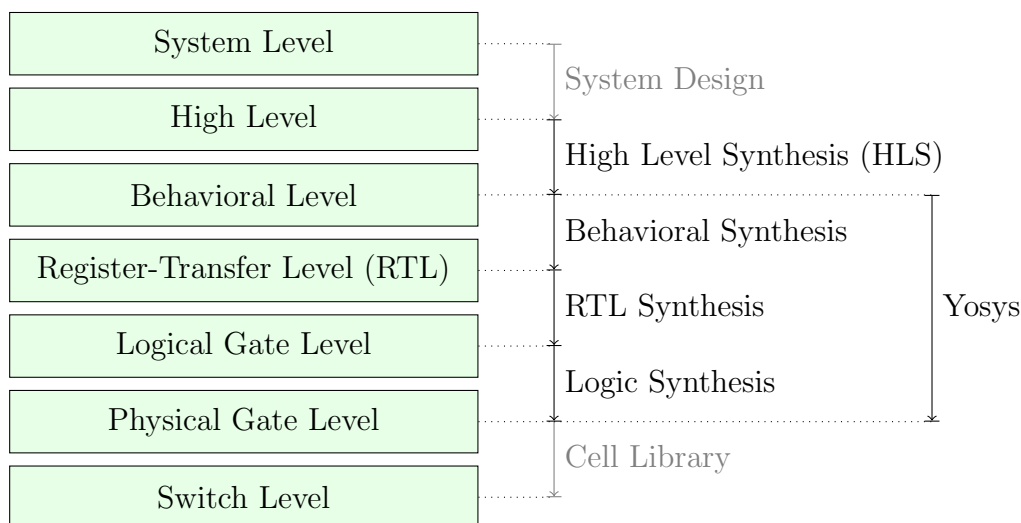 System Level
System Design
High Level
High Level Synthesis (HLS)
Behavioral Level
Behavioral Synthesis
Register-Transfer Level (RTL)
RTL Synthesis
Yosys
Logical Gate Level
Logic Synthesis
Physical Gate Level
Cell Library
Switch Level